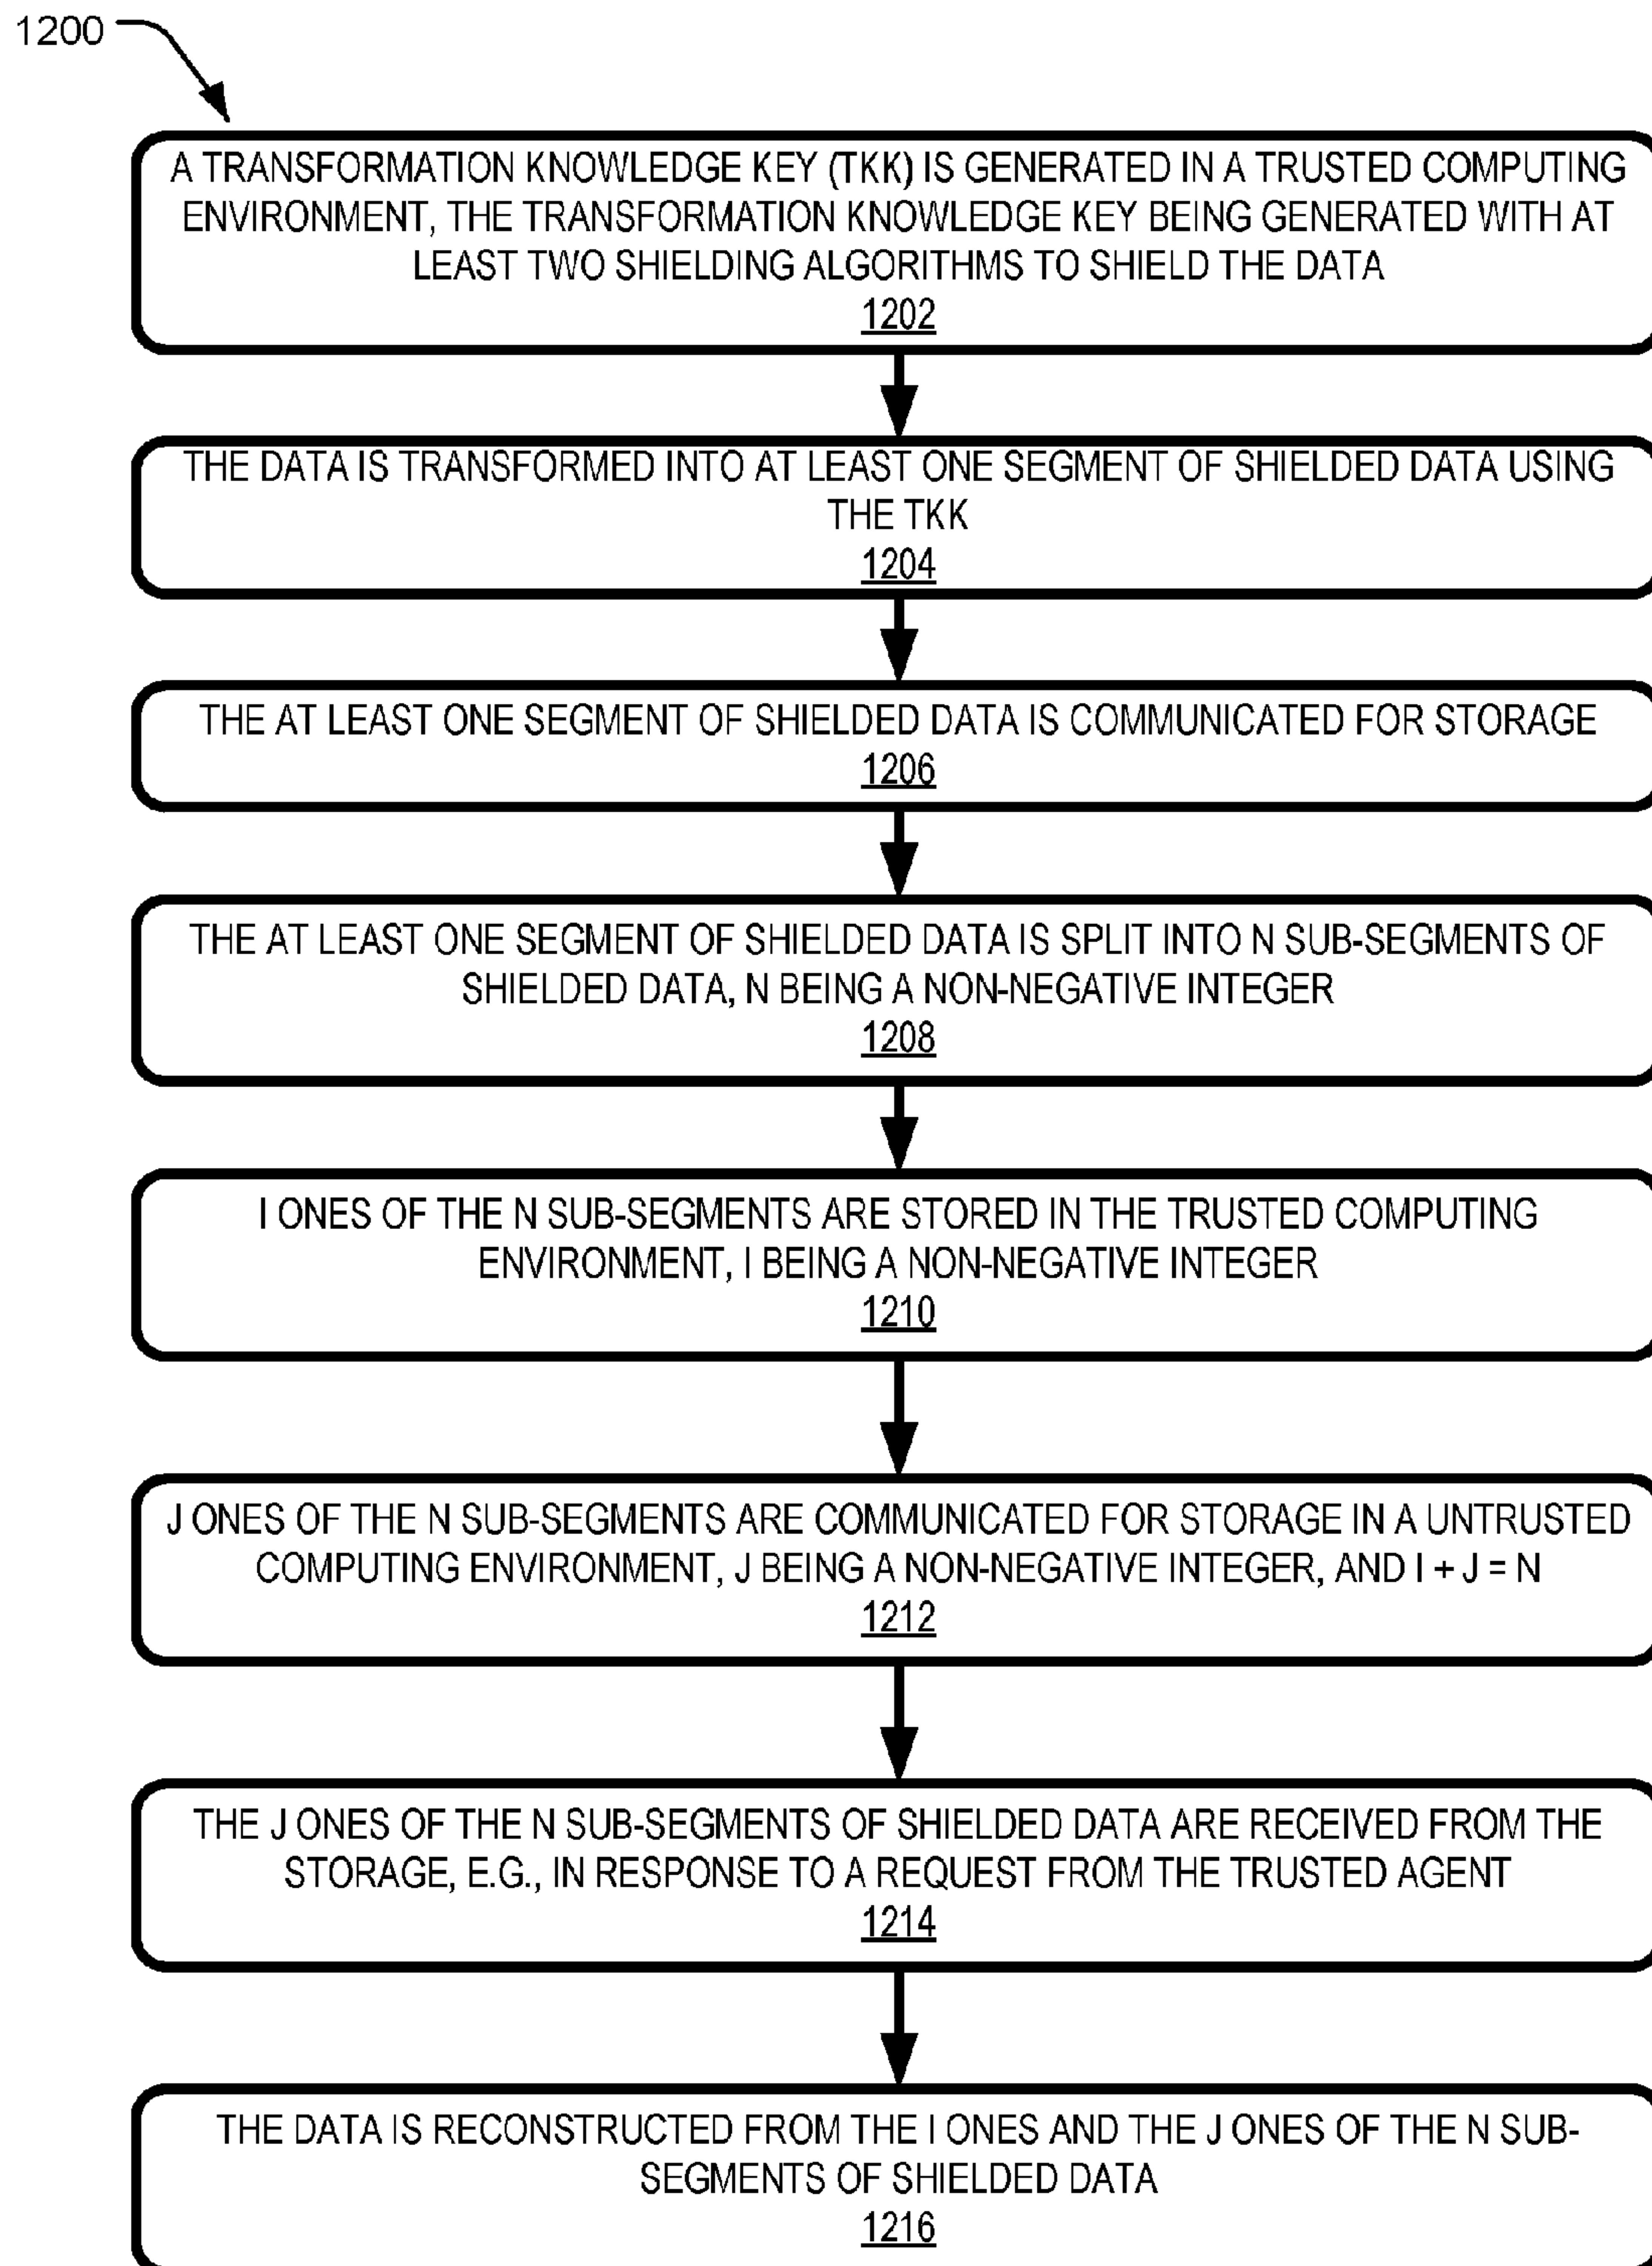 1200
A TRANSFORMATION KNOWLEDGE KEY (TKK) IS GENERATED IN A TRUSTED COMPUTING
ENVIRONMENT, THE TRANSFORMATION KNOWLEDGE KEY BEING GENERATED WITH AT
LEAST TWO SHIELDING ALGORITHMS TO SHIELD THE DATA
1202
THE DATA IS TRANSFORMED INTO AT LEAST ONE SEGMENT OF SHIELDED DATA USING
THE TKK
1204
THE AT LEAST ONE SEGMENT OF SHIELDED DATA IS COMMUNICATED FOR STORAGE
1206
THE AT LEAST ONE SEGMENT OF SHIELDED DATA IS SPLIT INTO N SUB-SEGMENTS OF
SHIELDED DATA, N BEING A NON-NEGATIVE INTEGER
1208
I ONES OF THE N SUB-SEGMENTS ARE STORED IN THE TRUSTED COMPUTING
ENVIRONMENT, I BEING A NON-NEGATIVE INTEGER
1210
J ONES OF THE N SUB-SEGMENTS ARE COMMUNICATED FOR STORAGE IN A UNTRUSTED
COMPUTING ENVIRONMENT, J BEING A NON-NEGATIVE INTEGER, AND I + J = N
1212
THE J ONES OF THE N SUB-SEGMENTS OF SHIELDED DATA ARE RECEIVED FROM THE
STORAGE, E.G., IN RESPONSE TO A REQUEST FROM THE TRUSTED AGENT
1214
THE DATA IS RECONSTRUCTED FROM THE I ONES AND THE J ONES OF THE N SUB-
SEGMENTS OF SHIELDED DATA
1216